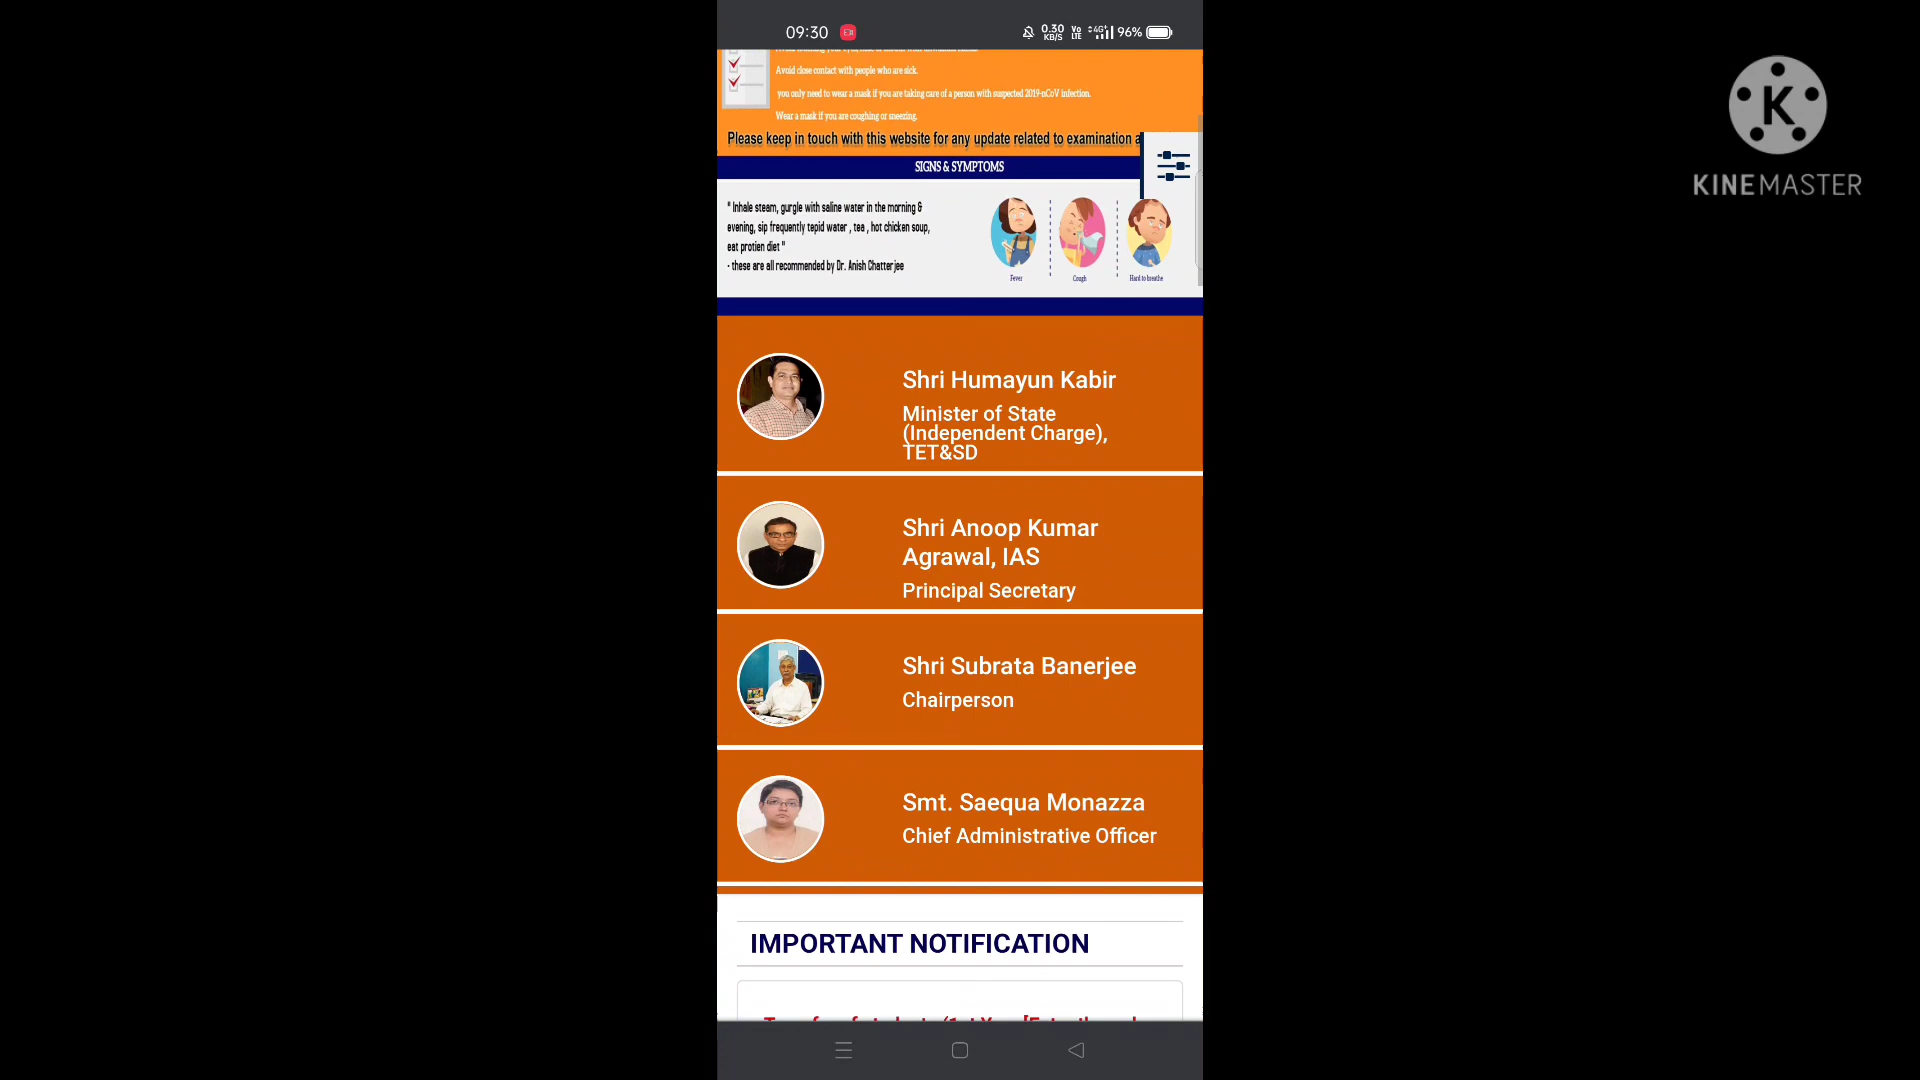 09:30
0.30 KB/S Vo LTE 4G+ 96%
Avoid close contact with people who are sick.
you only need to wear a mask if you are taking care of a person with suspected 2019-nCoV infection.
Wear a mask if you are coughing or sneezing.
Please keep in touch with this website for any update related to examination a
SIGNS & SYMPTOMS
" Inhale steam, gurgle with saline water in the morning &
evening, sip frequently tepid water , tea , hot chicken soup,
eat protien diet "
- these are all recommended by Dr. Anish Chatterjee
Fever
Cough
Hard to breathe
Shri Humayun Kabir
Minister of State
(Independent Charge),
TET&SD
Shri Anoop Kumar
Agrawal, IAS
Principal Secretary
Shri Subrata Banerjee
Chairperson
Smt. Saequa Monazza
Chief Administrative Officer
IMPORTANT NOTIFICATION
K
KINEMASTER